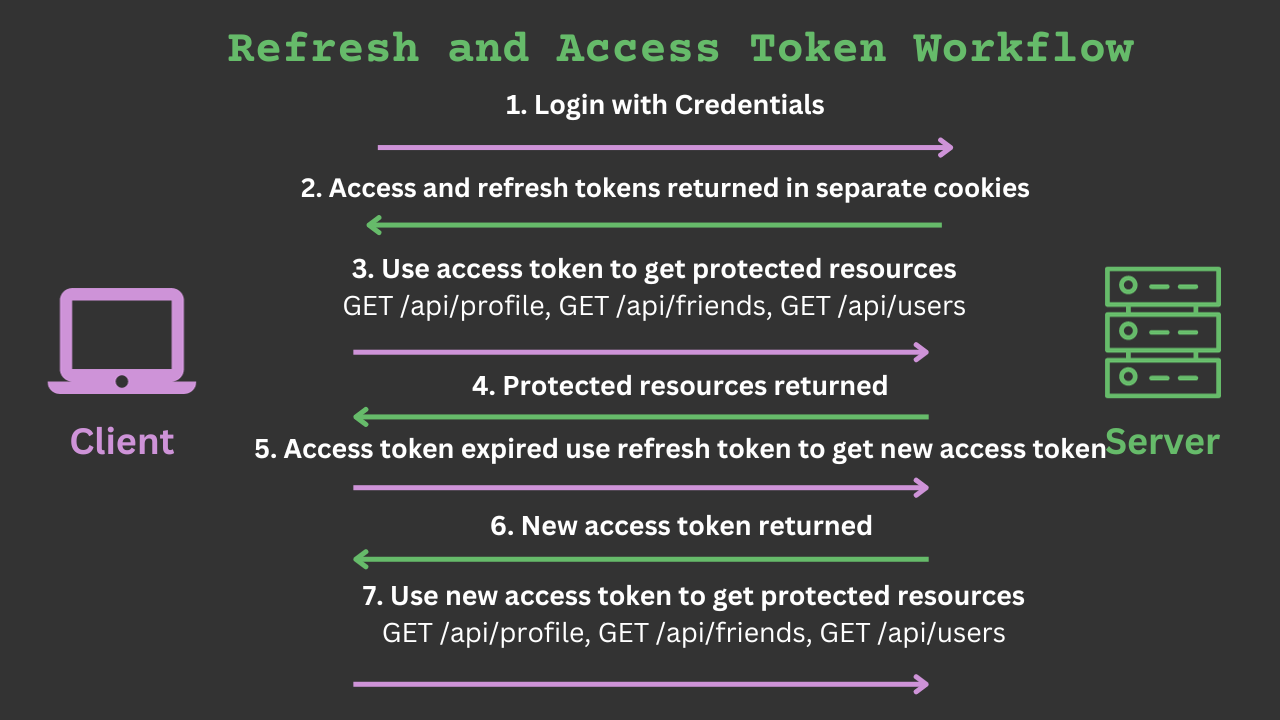 Refresh and Access Token Workflow
1. Login with Credentials
2. Access and refresh tokens returned in separate cookies
3. Use access token to get protected resources
GET /api/profile, GET /api/friends, GET /api/users
4. Protected resources returned
Client
5. Access token expired use refresh token to get new access token
Server
6. New access token returned
7. Use new access token to get protected resources
GET /api/profile, GET /api/friends, GET /api/users